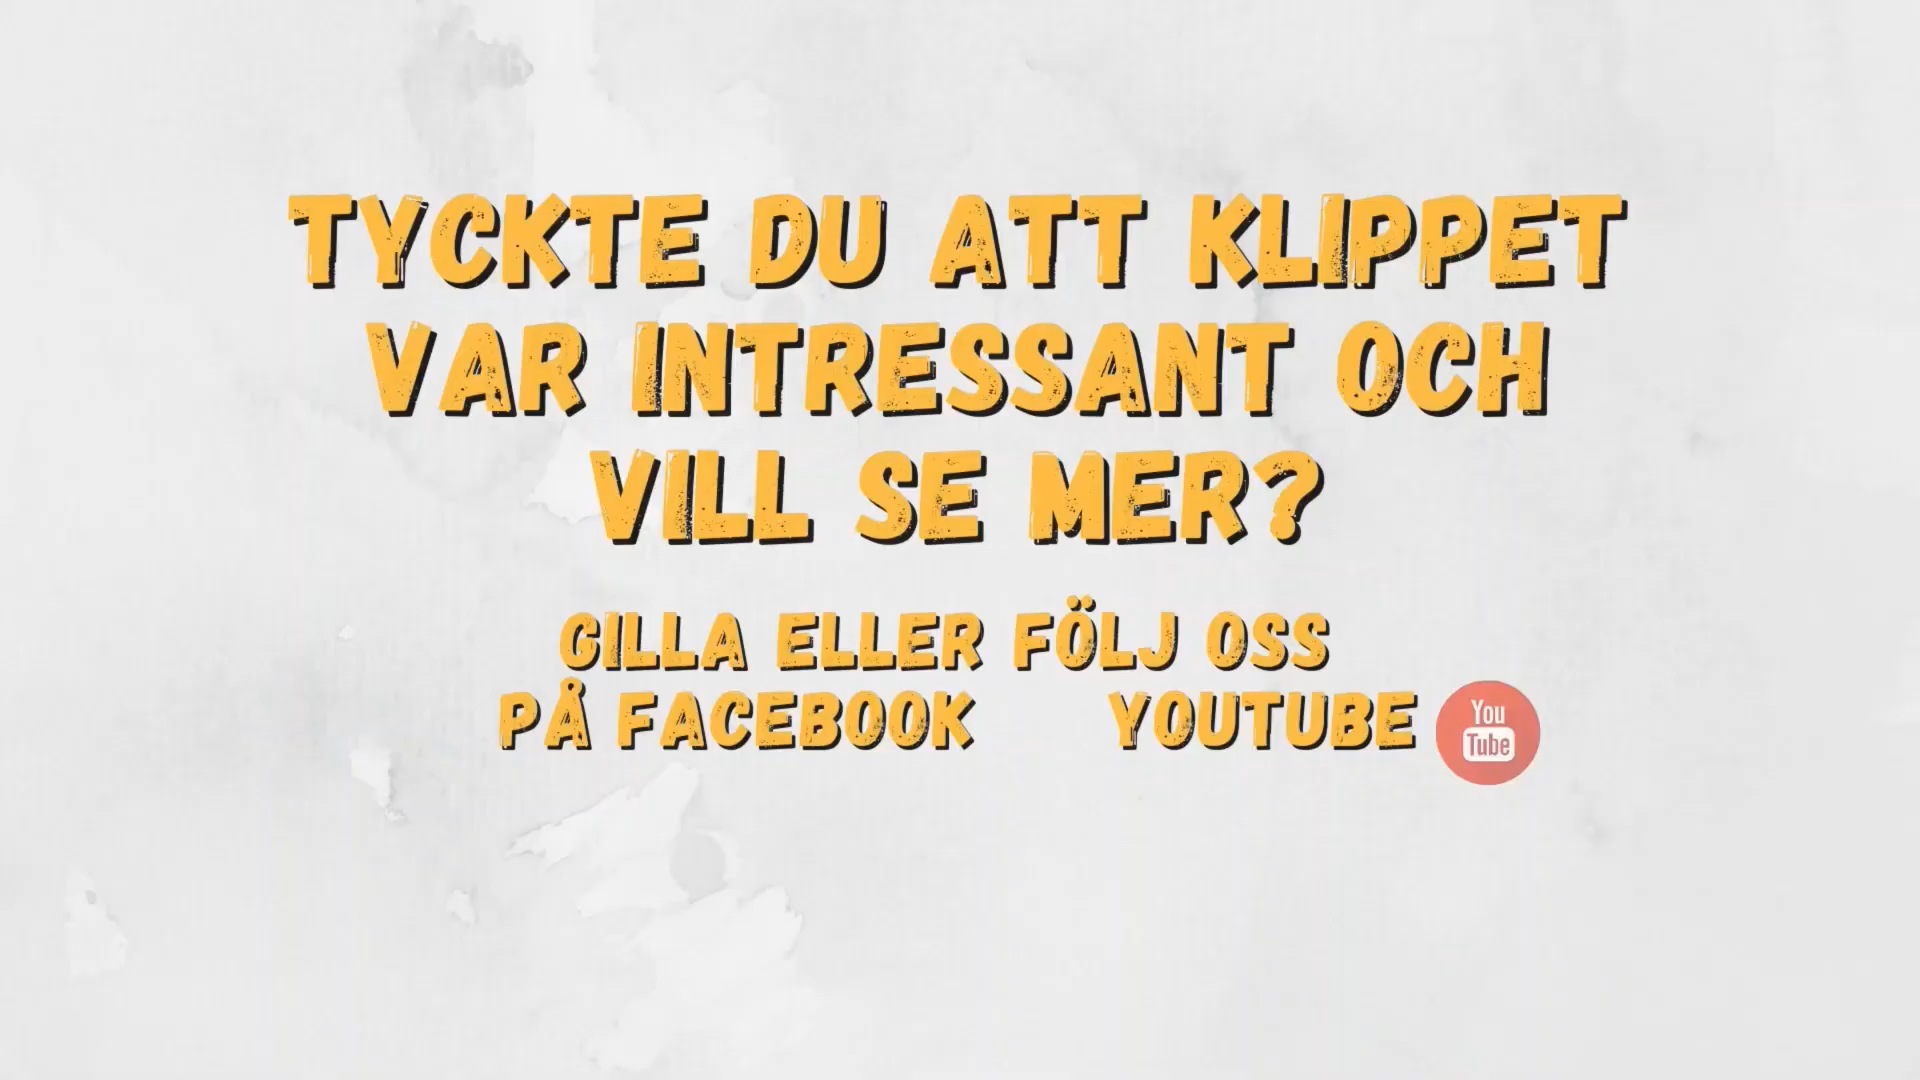 TYCKTE DU ATT KLIPPET
VAR INTRESSANT OCH
VILL SE MER?
GILLA ELLER FÖLJ OSS
PÅ FACEBOOK YOUTUBE
You
Tube